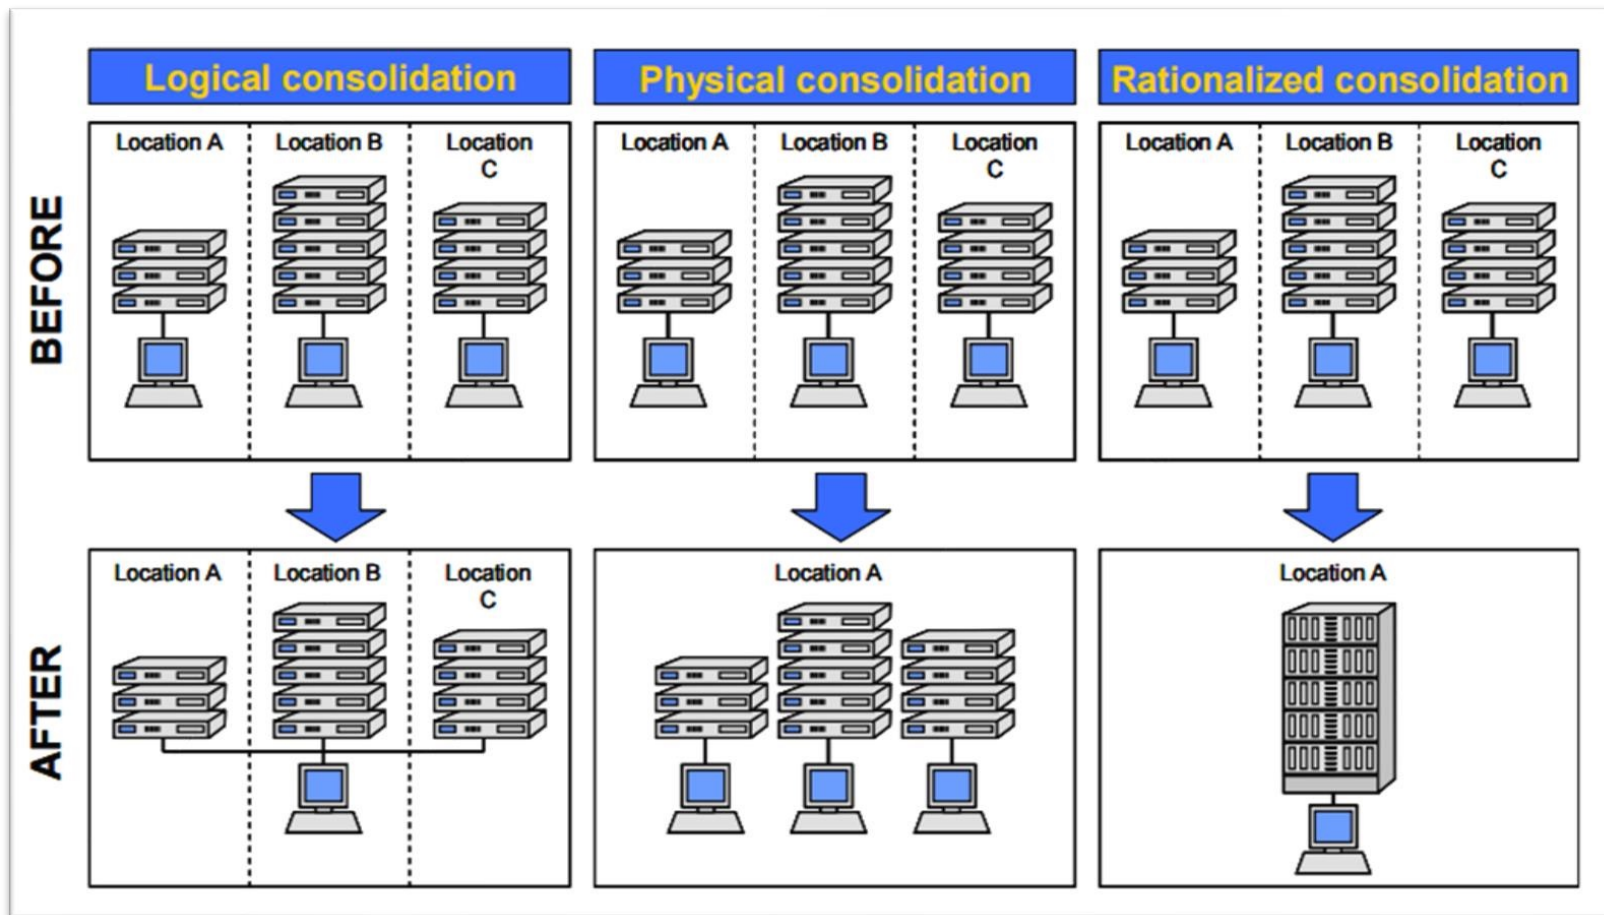 Logical consolidation
Physical consolidation
Rationalized consolidation
BEFORE
Location A
Location B
Location
C
Location A
Location B
Location
C
Location A
Location B
Location
C
AFTER
Location A
Location B
Location
C
Location A
Location A